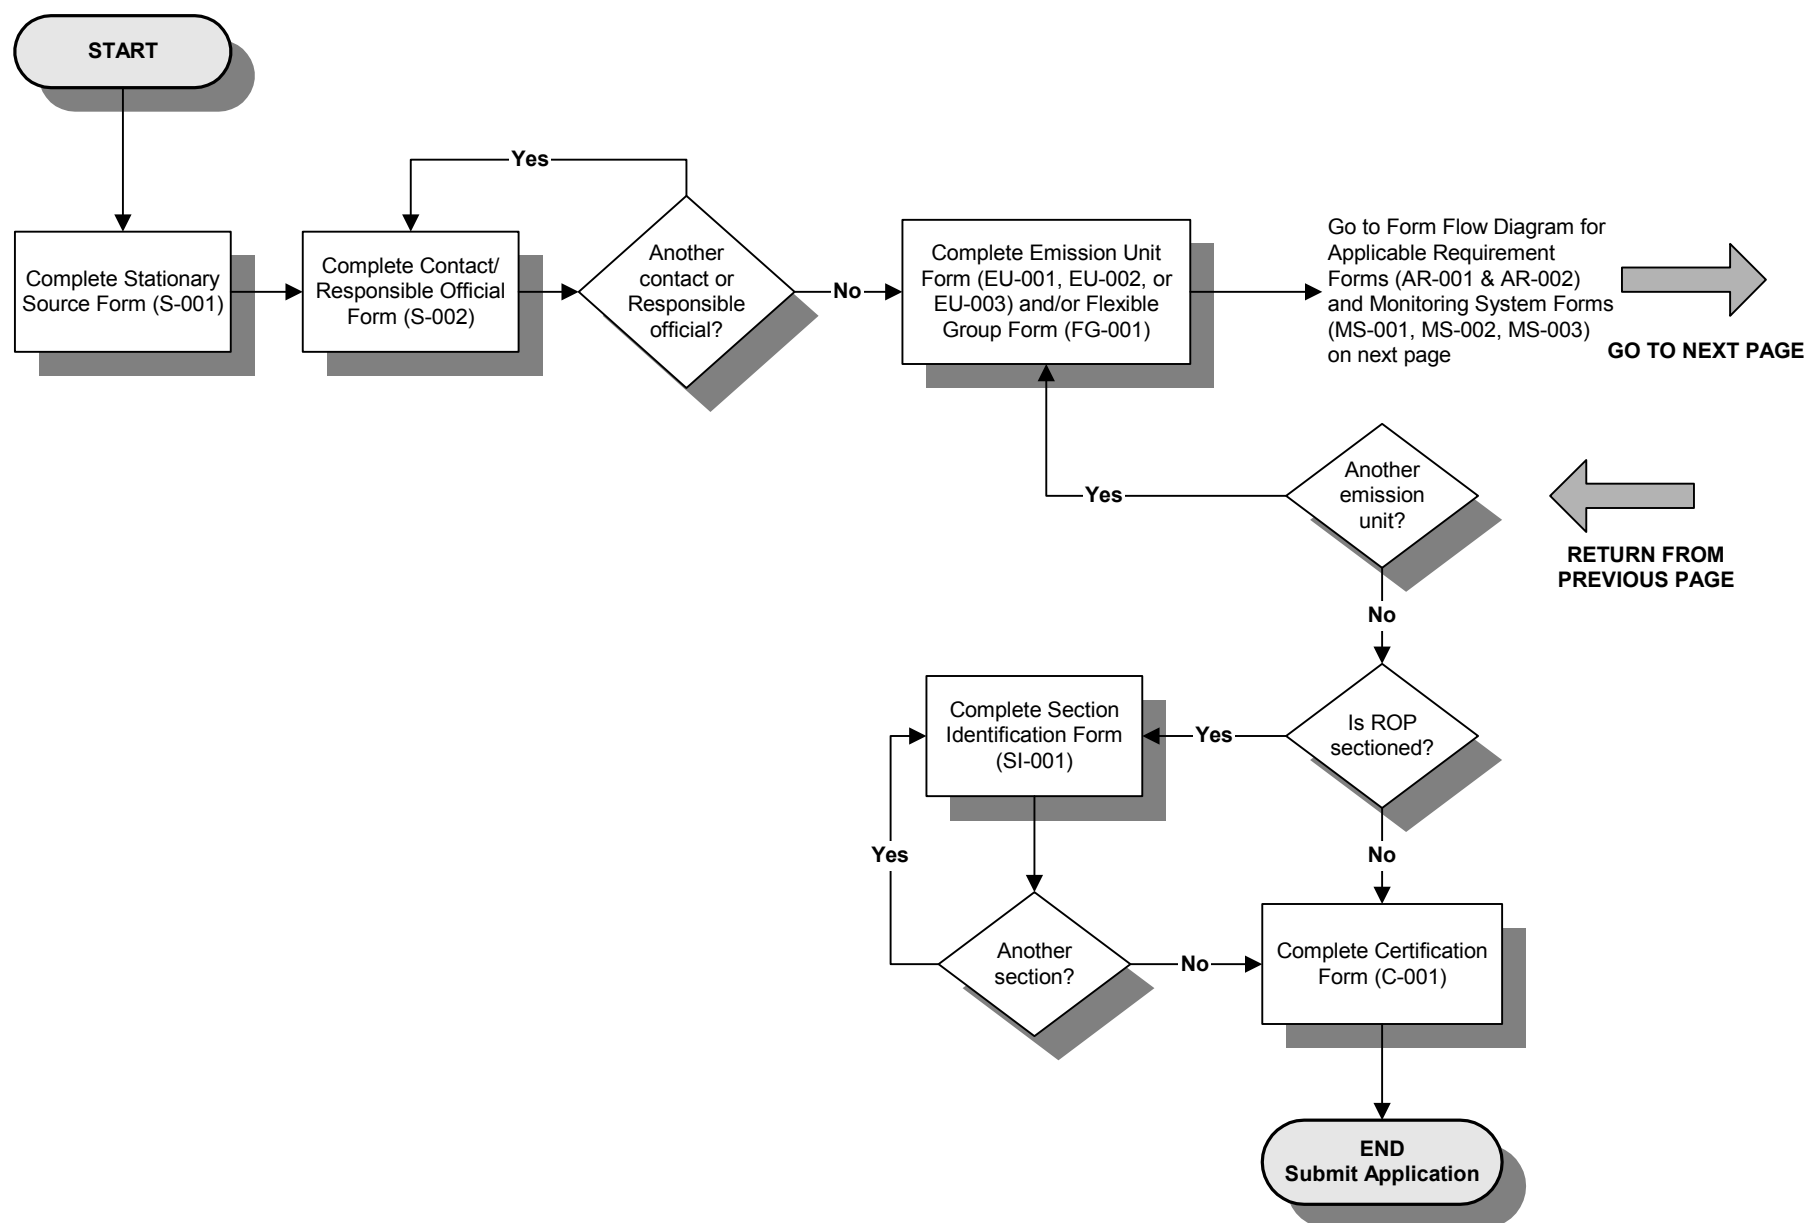 START
Complete Stationary
Source Form (S-001)
Complete Contact/
Responsible Official
Form (S-002)
Yes
Another
contact or
Responsible
official?
No
Complete Emission Unit
Form (EU-001, EU-002, or
EU-003) and/or Flexible
Group Form (FG-001)
Go to Form Flow Diagram for
Applicable Requirement
Forms (AR-001 & AR-002)
and Monitoring System Forms
(MS-001, MS-002, MS-003)
on next page
GO TO NEXT PAGE
RETURN FROM
PREVIOUS PAGE
Another
emission
unit?
Yes
No
Is ROP
sectioned?
Yes
Complete Section
Identification Form
(SI-001)
Yes
Another
section?
No
No
Complete Certification
Form (C-001)
END
Submit Application